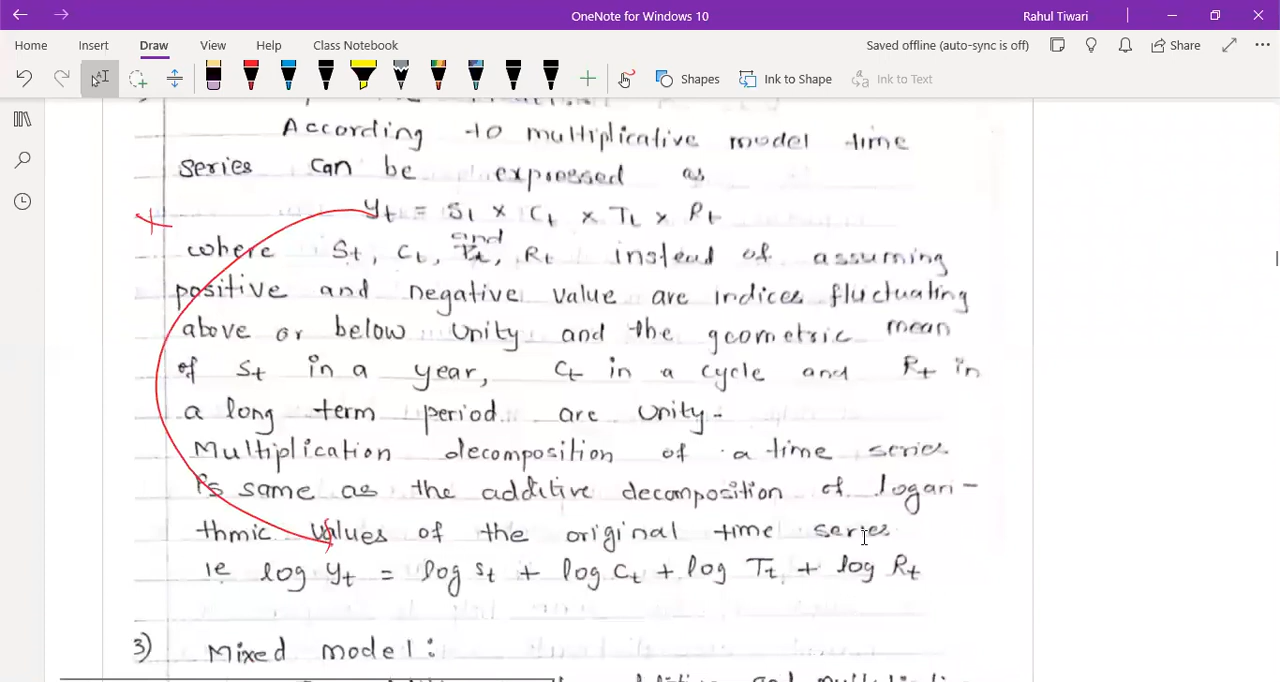 OneNote for Windows 10
Rahul Tiwari
Home Insert Draw View Help Class Notebook
Saved offline (auto-sync is off) Share
Shapes Ink to Shape Ink to Text
According to multiplicative model time
series can be expressed as
yt = St × Ct × Tt × Rt
where St, Ct, and Tt, Rt instead of assuming
positive and negative value are indices fluctuating
above or below Unity and the geometric mean
of St in a year, Ct in a cycle and Rt in
a long term period are Unity.
Multiplication decomposition of a time series
is same as the additive decomposition of logari-
thmic values of the original time series
ie log yt = log St + log Ct + log Tt + log Rt
3) Mixed model: